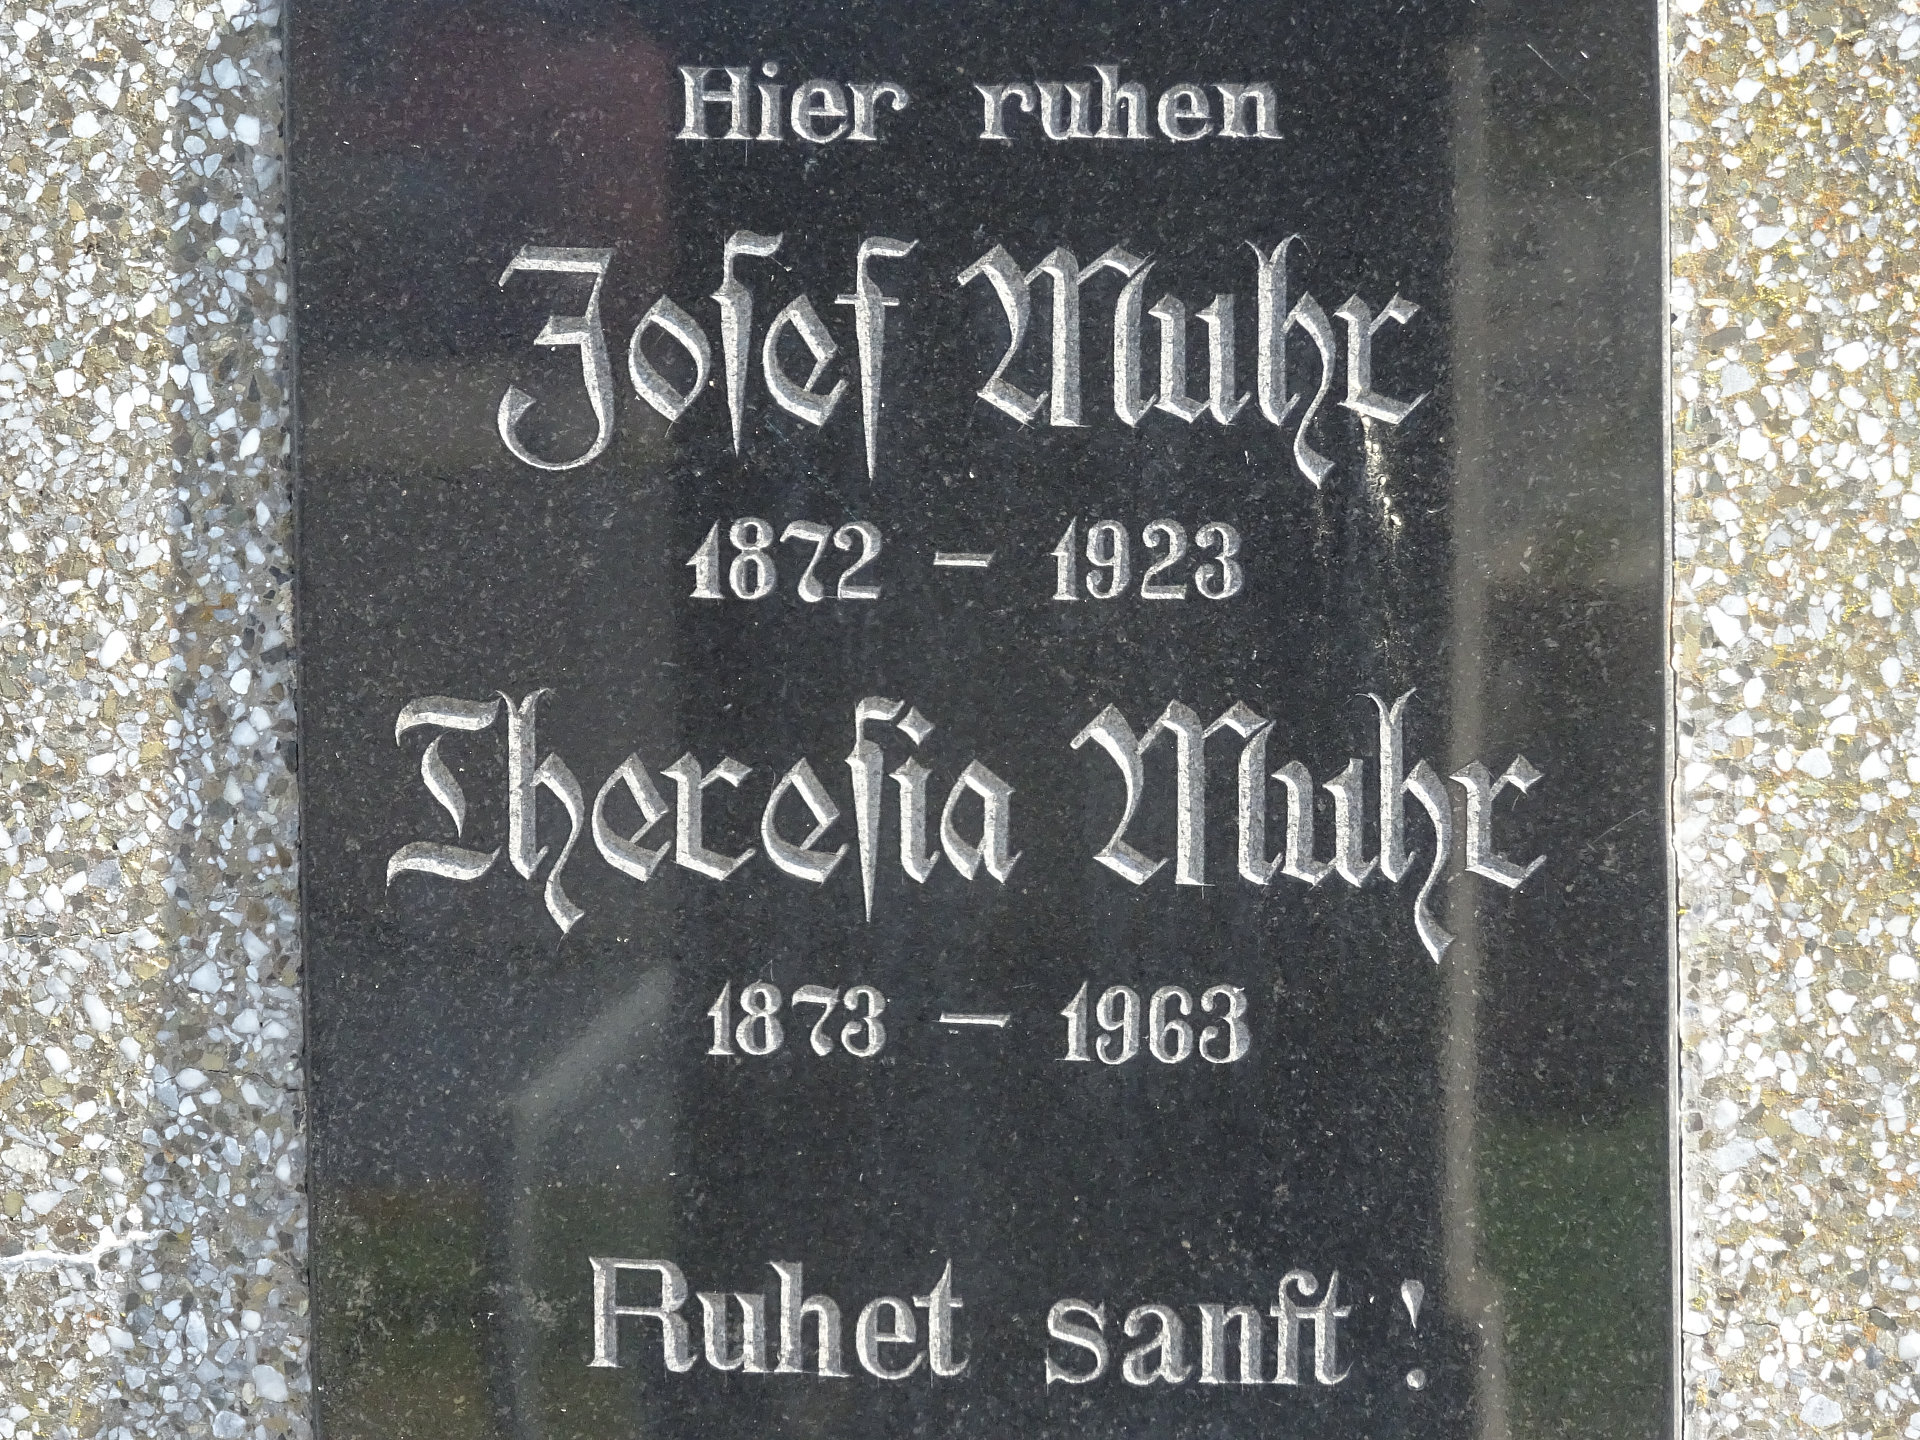 Hier ruhen
Joſef Muhr
1872 – 1923
Thereſia Muhr
1873 – 1963
Ruhet sanft !